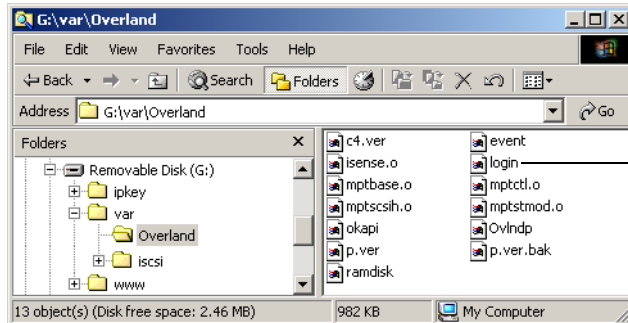 G:\var\Overland
File Edit View Favorites Tools Help
Back Search Folders
Address G:\var\Overland Go
Folders
Removable Disk (G:)
ipkey
var
Overland
iscsi
www
c4.ver event
isense.o login
mptbase.o mptctl.o
mptscsih.o mptstmod.o
okapi Ovlndp
p.ver p.ver.bak
ramdisk
13 object(s) (Disk free space: 2.46 MB) 982 KB My Computer